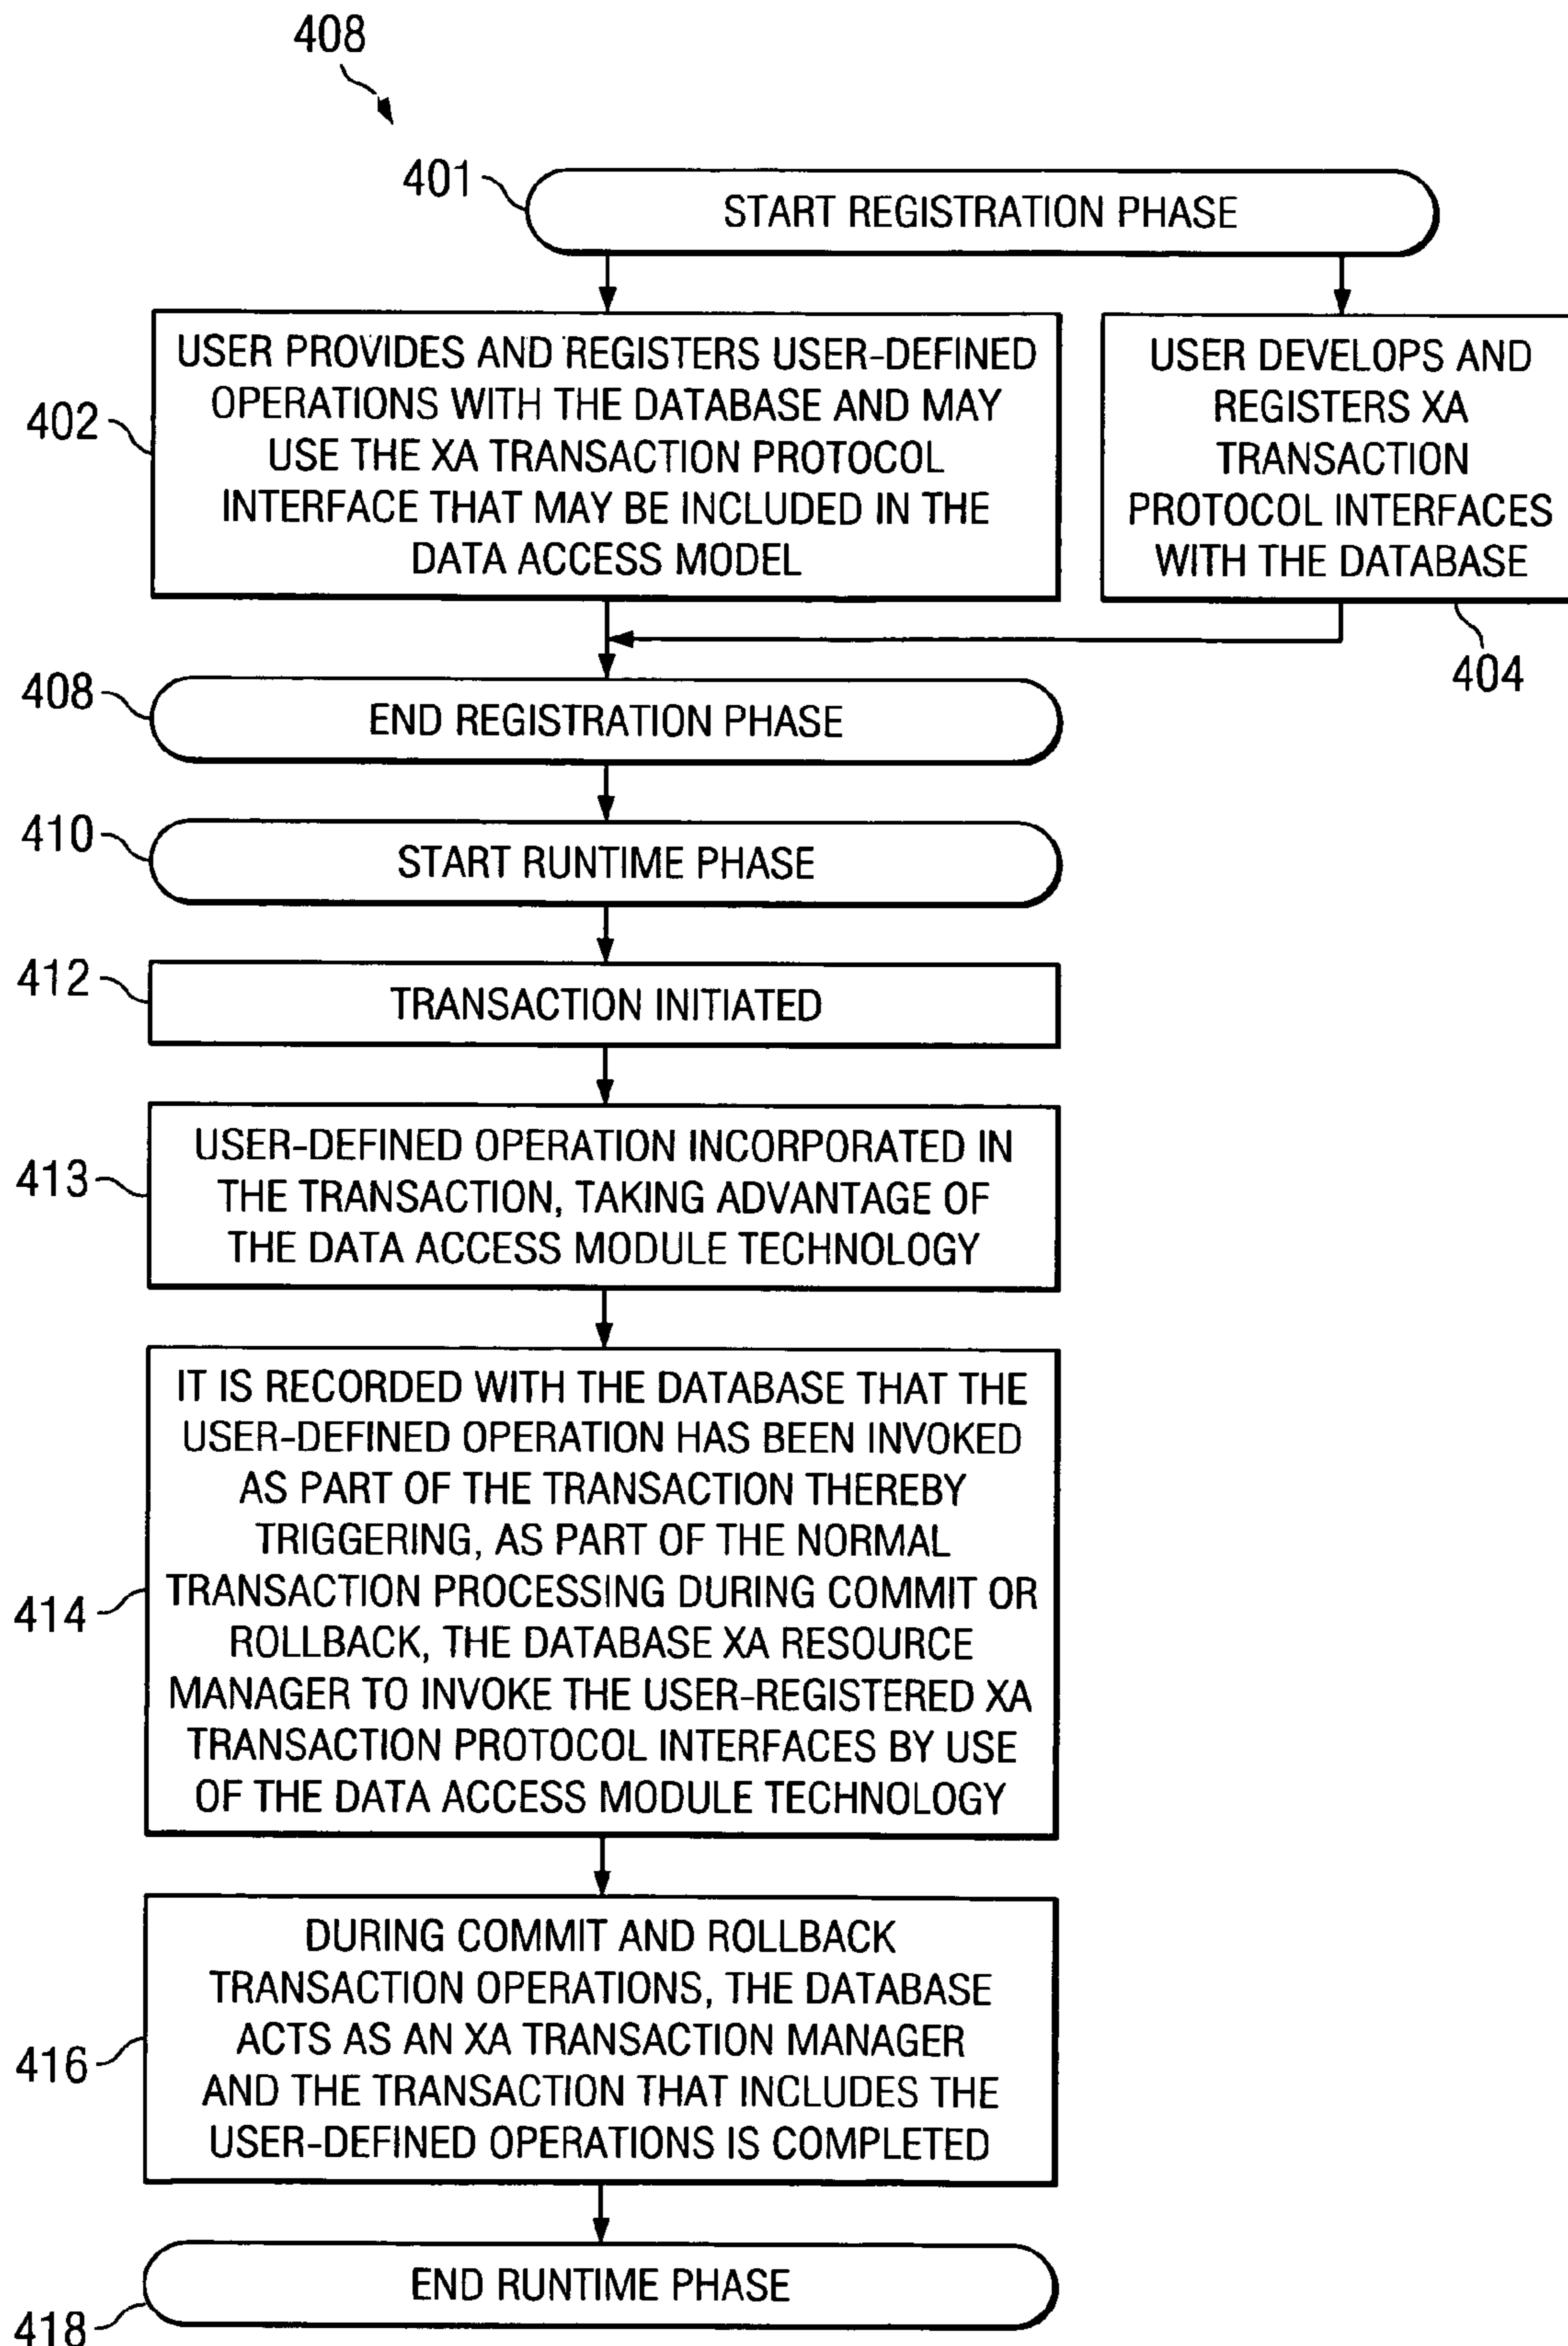 408
401
START REGISTRATION PHASE
402
USER PROVIDES AND REGISTERS USER-DEFINED
OPERATIONS WITH THE DATABASE AND MAY
USE THE XA TRANSACTION PROTOCOL
INTERFACE THAT MAY BE INCLUDED IN THE
DATA ACCESS MODEL
USER DEVELOPS AND
REGISTERS XA
TRANSACTION
PROTOCOL INTERFACES
WITH THE DATABASE
404
408
END REGISTRATION PHASE
410
START RUNTIME PHASE
412
TRANSACTION INITIATED
413
USER-DEFINED OPERATION INCORPORATED IN
THE TRANSACTION, TAKING ADVANTAGE OF
THE DATA ACCESS MODULE TECHNOLOGY
414
IT IS RECORDED WITH THE DATABASE THAT THE
USER-DEFINED OPERATION HAS BEEN INVOKED
AS PART OF THE TRANSACTION THEREBY
TRIGGERING, AS PART OF THE NORMAL
TRANSACTION PROCESSING DURING COMMIT OR
ROLLBACK, THE DATABASE XA RESOURCE
MANAGER TO INVOKE THE USER-REGISTERED XA
TRANSACTION PROTOCOL INTERFACES BY USE
OF THE DATA ACCESS MODULE TECHNOLOGY
416
DURING COMMIT AND ROLLBACK
TRANSACTION OPERATIONS, THE DATABASE
ACTS AS AN XA TRANSACTION MANAGER
AND THE TRANSACTION THAT INCLUDES THE
USER-DEFINED OPERATIONS IS COMPLETED
418
END RUNTIME PHASE